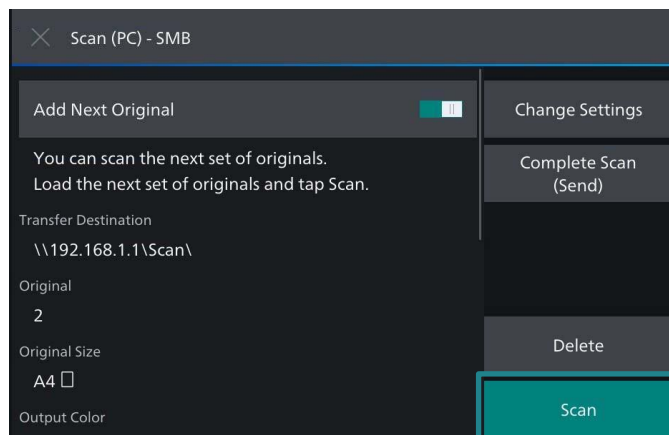 Scan (PC) - SMB
Add Next Original
Change Settings
You can scan the next set of originals.
Load the next set of originals and tap Scan.
Complete Scan
(Send)
Transfer Destination
\\192.168.1.1\Scan\
Original
2
Original Size
A4
Delete
Output Color
Scan